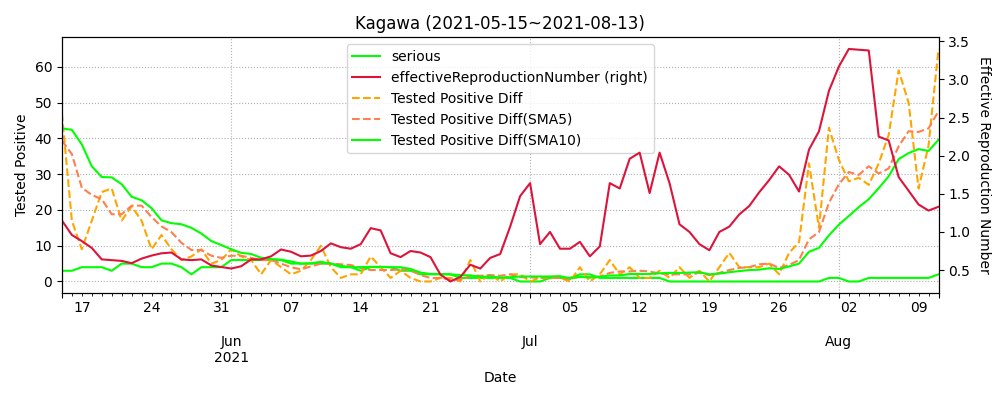 Kagawa (2021-05-15~2021-08-13)
serious
effectiveReproductionNumber (right)
Tested Positive Diff
Tested Positive Diff(SMA5)
Tested Positive Diff(SMA10)
Tested Positive
60
50
40
30
20
10
0
3.5
3.0
2.5
2.0
1.5
1.0
0.5
Effective Reproduction Number
17 24 31 07 14 21 28 05 12 19 26 02 09
Jun Jul Aug
2021
Date